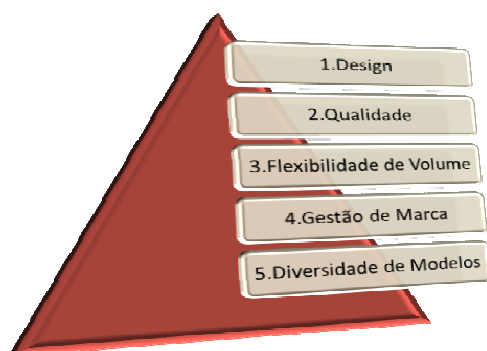 1.Design
2.Qualidade
3.Flexibilidade de Volume
4.Gestão de Marca
5.Diversidade de Modelos